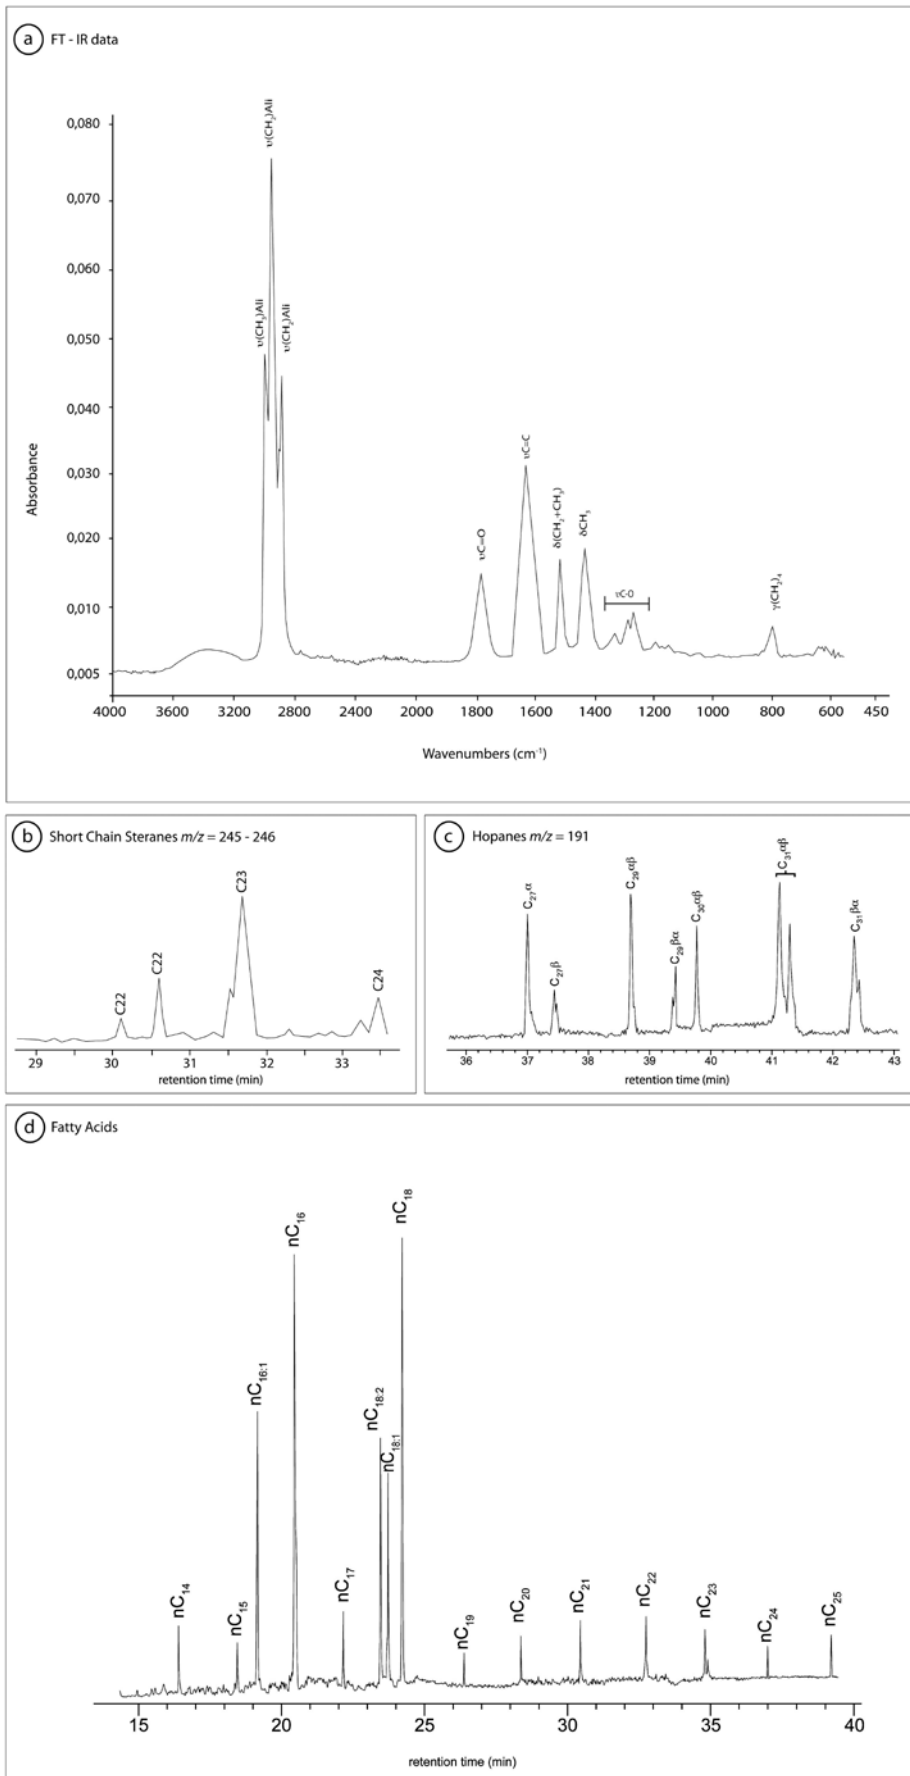 a FT - IR data
υ(CH₂)Ali
υ(CH₃)Ali
υ(CH₂)Ali
υC=O
υC=C
δ(CH₂+CH₃)
δCH₃
υC-O
γ(CH₂)₄
Absorbance
0,080
0,070
0,060
0,050
0,040
0,030
0,020
0,010
0,005
4000 3600 3200 2800 2400 2000 1800 1600 1400 1200 1000 800 600 450
Wavenumbers (cm⁻¹)
b Short Chain Steranes m/z = 245 - 246
C22
C22
C23
C24
29 30 31 32 33
retention time (min)
c Hopanes m/z = 191
C₂₇α
C₂₇β
C₂₉αβ
C₂₉βα
C₃₀αβ
C₃₁αβ
C₃₁βα
36 37 38 39 40 41 42 43
retention time (min)
d Fatty Acids
nC₁₄
nC₁₅
nC₁₆:₁
nC₁₆
nC₁₇
nC₁₈:₂
nC₁₈:₁
nC₁₈
nC₁₉
nC₂₀
nC₂₁
nC₂₂
nC₂₃
nC₂₄
nC₂₅
15 20 25 30 35 40
retention time (min)